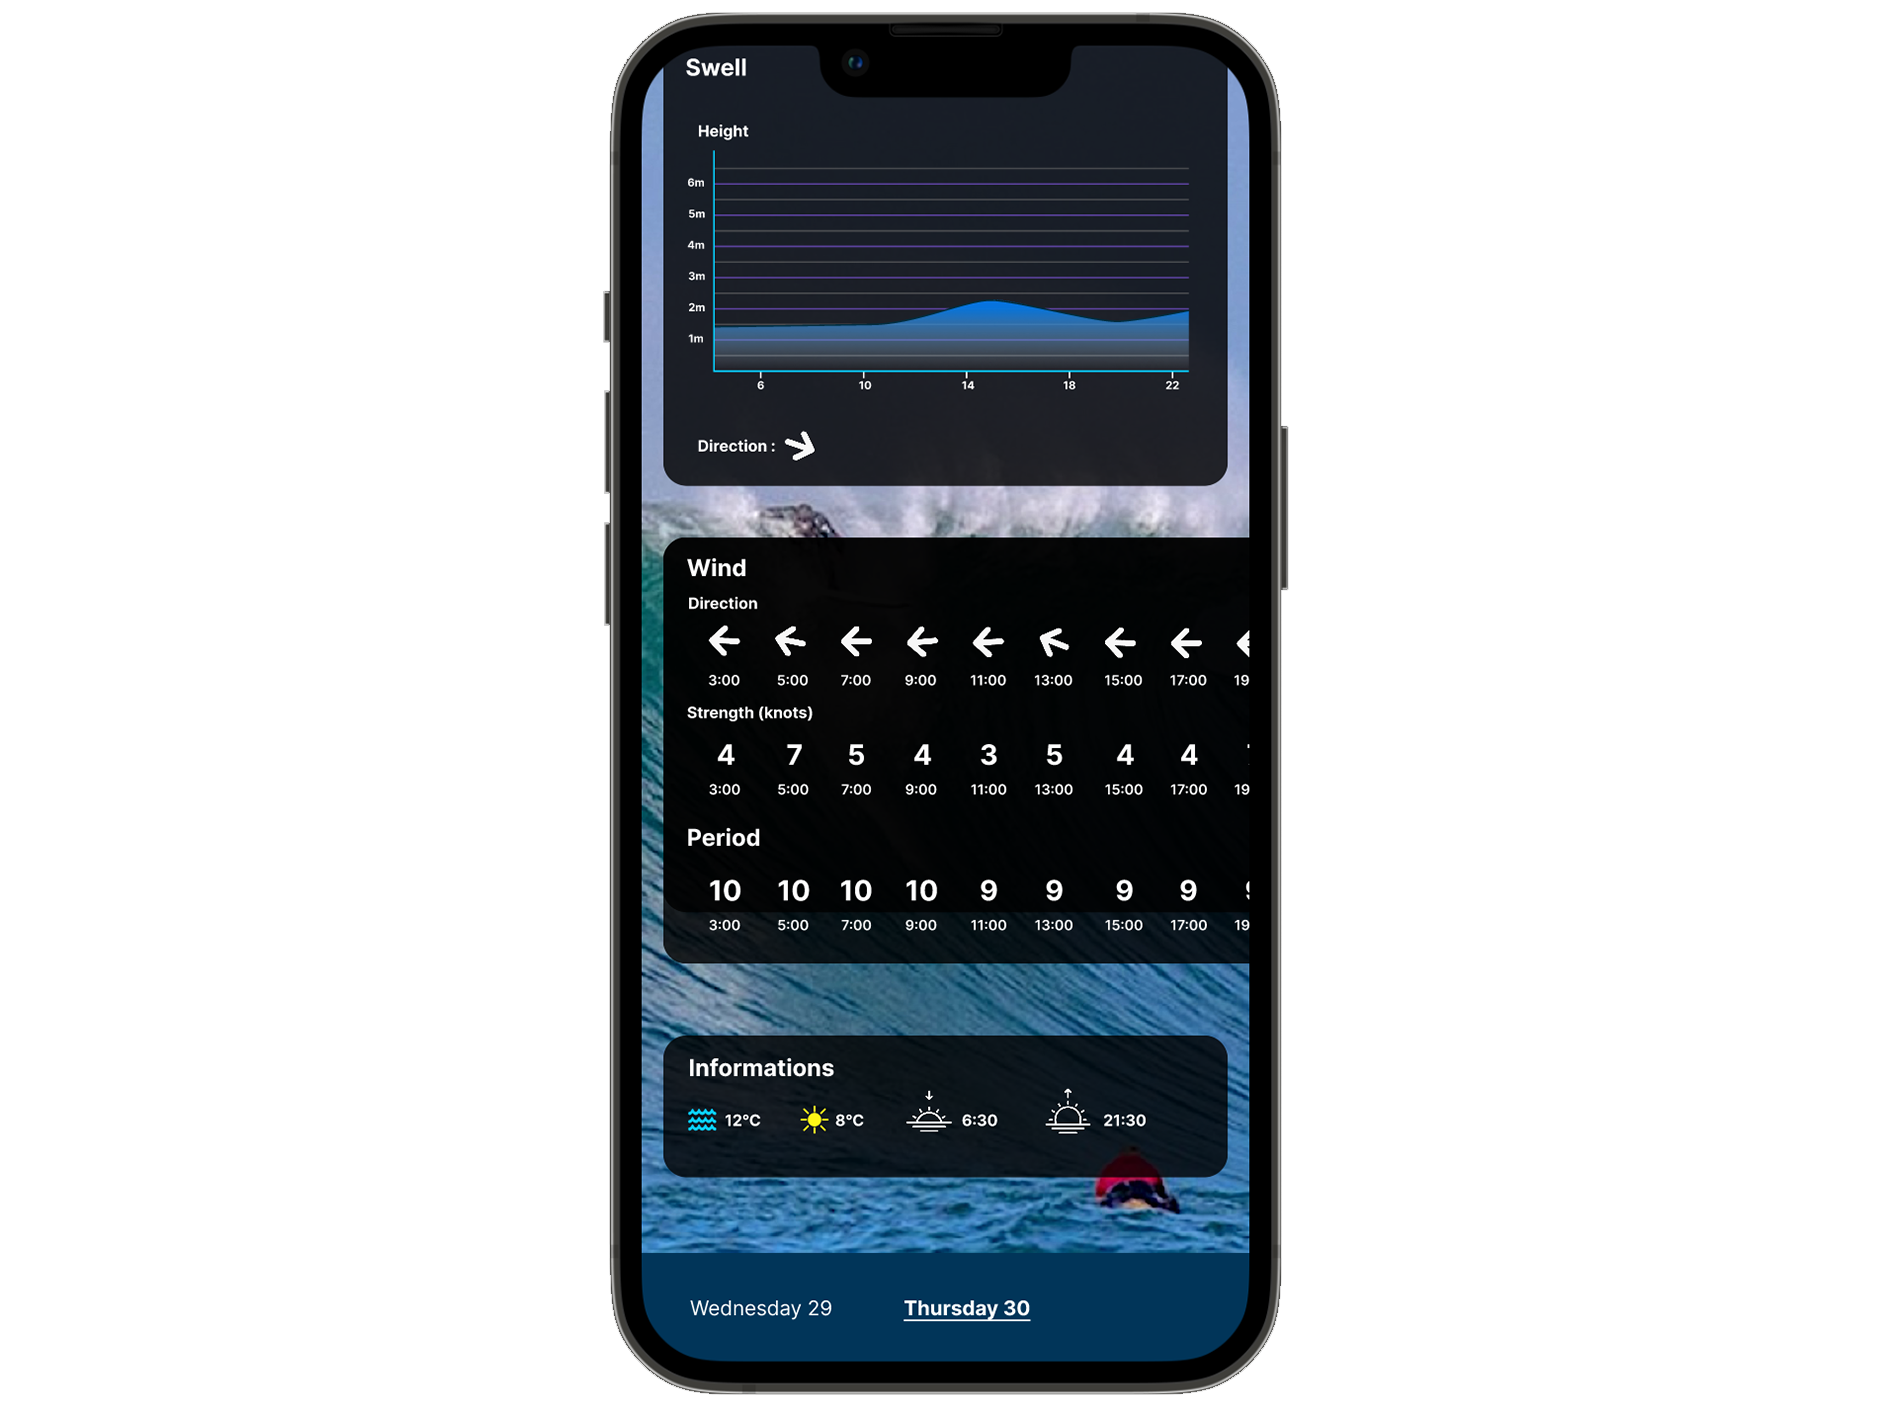 Swell
Height
6m
5m
4m
3m
2m
1m
6 10 14 18 22
Direction :
Wind
Direction
3:00 5:00 7:00 9:00 11:00 13:00 15:00 17:00 19
Strength (knots)
4 7 5 4 3 5 4 4
3:00 5:00 7:00 9:00 11:00 13:00 15:00 17:00 19
Period
10 10 10 10 9 9 9 9
3:00 5:00 7:00 9:00 11:00 13:00 15:00 17:00 19
Informations
12°C 8°C 6:30 21:30
Wednesday 29 Thursday 30